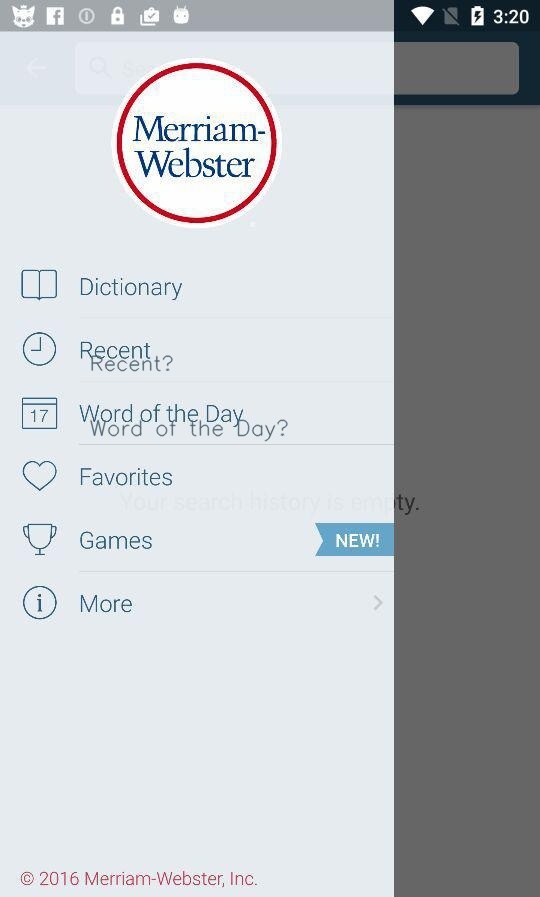 3:20
Merriam-
Webster
Dictionary
Recent
Recent?
17 Word of the Day
Word of the Day?
Favorites
Your search history is empty.
Games NEW!
More
© 2016 Merriam-Webster, Inc.